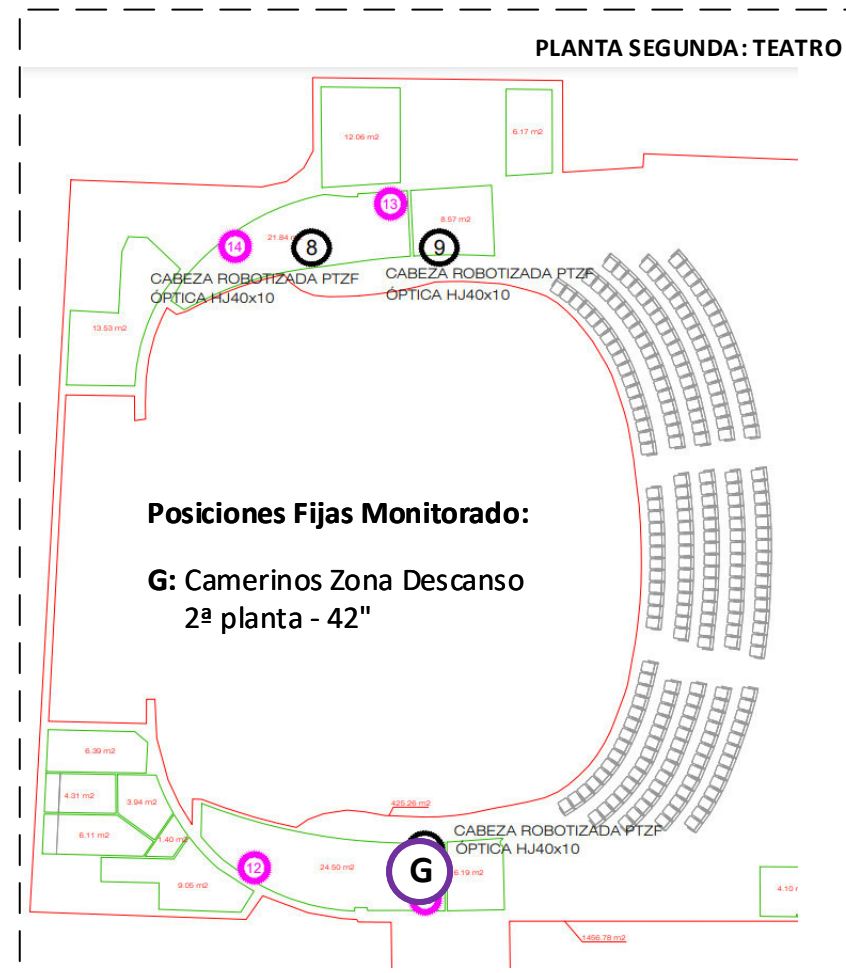 PLANTA SEGUNDA: TEATRO
12.06 m2
6.17 m2
13
8.57 m2
14
21.84
8
9
CABEZA ROBOTIZADA PTZF
ÓPTICA HJ40x10
CABEZA ROBOTIZADA PTZF
ÓPTICA HJ40x10
13.53 m2
Posiciones Fijas Monitorado:
G: Camerinos Zona Descanso
2ª planta - 42"
6.39 m2
4.31 m2
3.94 m2
425.26 m2
6.11 m2
1.40 m2
CABEZA ROBOTIZADA PTZF
ÓPTICA HJ40x10
12
24.50 m2
G
6.19 m2
9.05 m2
4.10
1456.78 m2